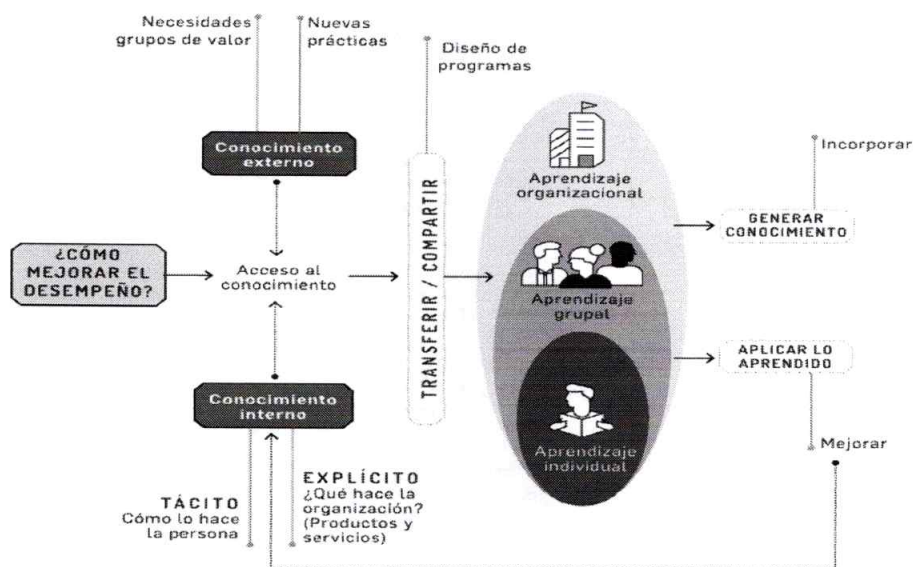 Necesidades
grupos de valor
Nuevas
prácticas
Diseño de
programas
Conocimiento
externo
¿CÓMO
MEJORAR EL
DESEMPEÑO?
Acceso al
conocimiento
Conocimiento
interno
TÁCITO
Cómo lo hace
la persona
EXPLÍCITO
¿Qué hace la
organización?
(Productos y
servicios)
TRANSFERIR / COMPARTIR
Aprendizaje
organizacional
Aprendizaje
grupal
Aprendizaje
individual
Incorporar
GENERAR
CONOCIMIENTO
APLICAR LO
APRENDIDO
Mejorar